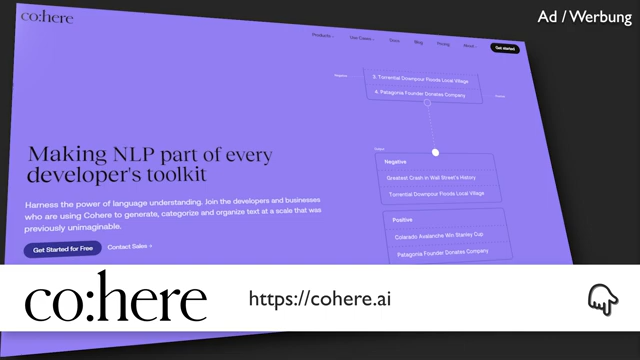 co:here
Ad / Werbung
Products
Use Cases
Docs
Blog
Pricing
About
Get started
3. Torrential Downpour Floods Local Village
4. Patagonia Founder Donates Company
Making NLP part of every
developer's toolkit
Harness the power of language understanding. Join the developers and businesses
who are using Cohere to generate, categorize and organize text at a scale that was
previously unimaginable.
Get Started for Free
Contact Sales
Negative
Greatest Crash in Wall Street's History
Torrential Downpour Floods Local Village
Positive
Colorado Avalanche Win Stanley Cup
Patagonia Founder Donates Company
co:here
https://cohere.ai